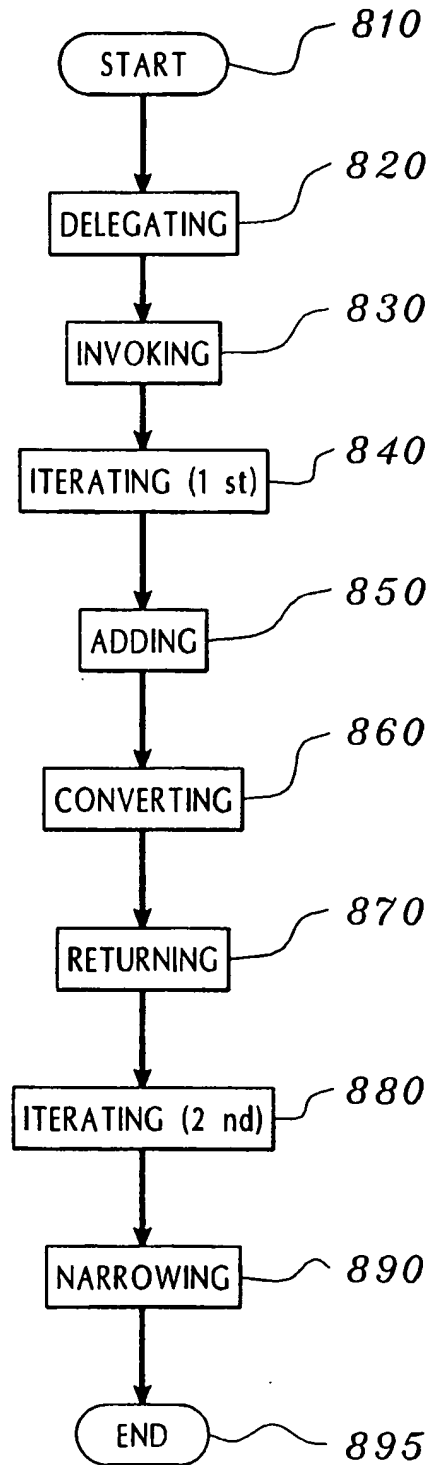 810
START
820
DELEGATING
830
INVOKING
840
ITERATING (1 st)
850
ADDING
860
CONVERTING
870
RETURNING
880
ITERATING (2 nd)
890
NARROWING
END
895